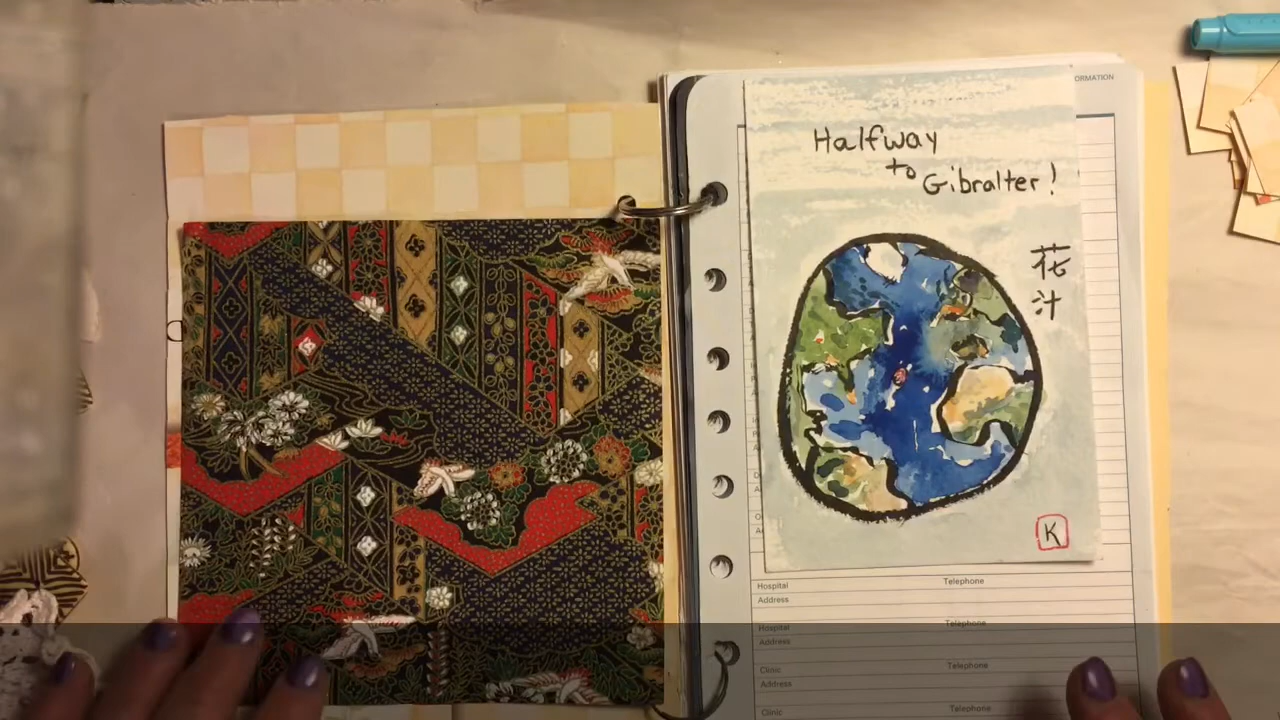 ORMATION
Halfway
to
Gibralter!
花
汁
K
Hospital Telephone
Address
Hospital Telephone
Address
Clinic Telephone
Address
Clinic Telephone